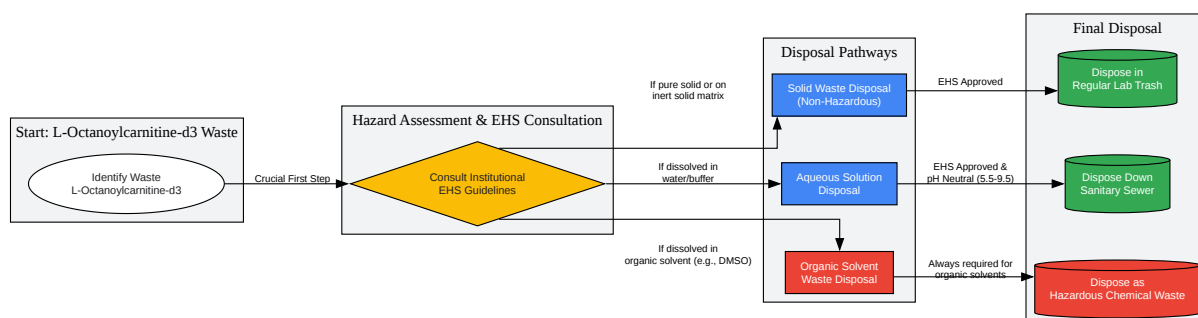 Start: L-Octanoylcarnitine-d3 Waste
Identify Waste
L-Octanoylcarnitine-d3
Crucial First Step
Hazard Assessment & EHS Consultation
Consult Institutional
EHS Guidelines
If pure solid or on
inert solid matrix
If dissolved in
water/buffer
If dissolved in
organic solvent (e.g., DMSO)
Disposal Pathways
Solid Waste Disposal
(Non-Hazardous)
Aqueous Solution
Disposal
Organic Solvent
Waste Disposal
EHS Approved
EHS Approved &
pH Neutral (5.5-9.5)
Always required for
organic solvents
Final Disposal
Dispose in
Regular Lab Trash
Dispose Down
Sanitary Sewer
Dispose as
Hazardous Chemical Waste